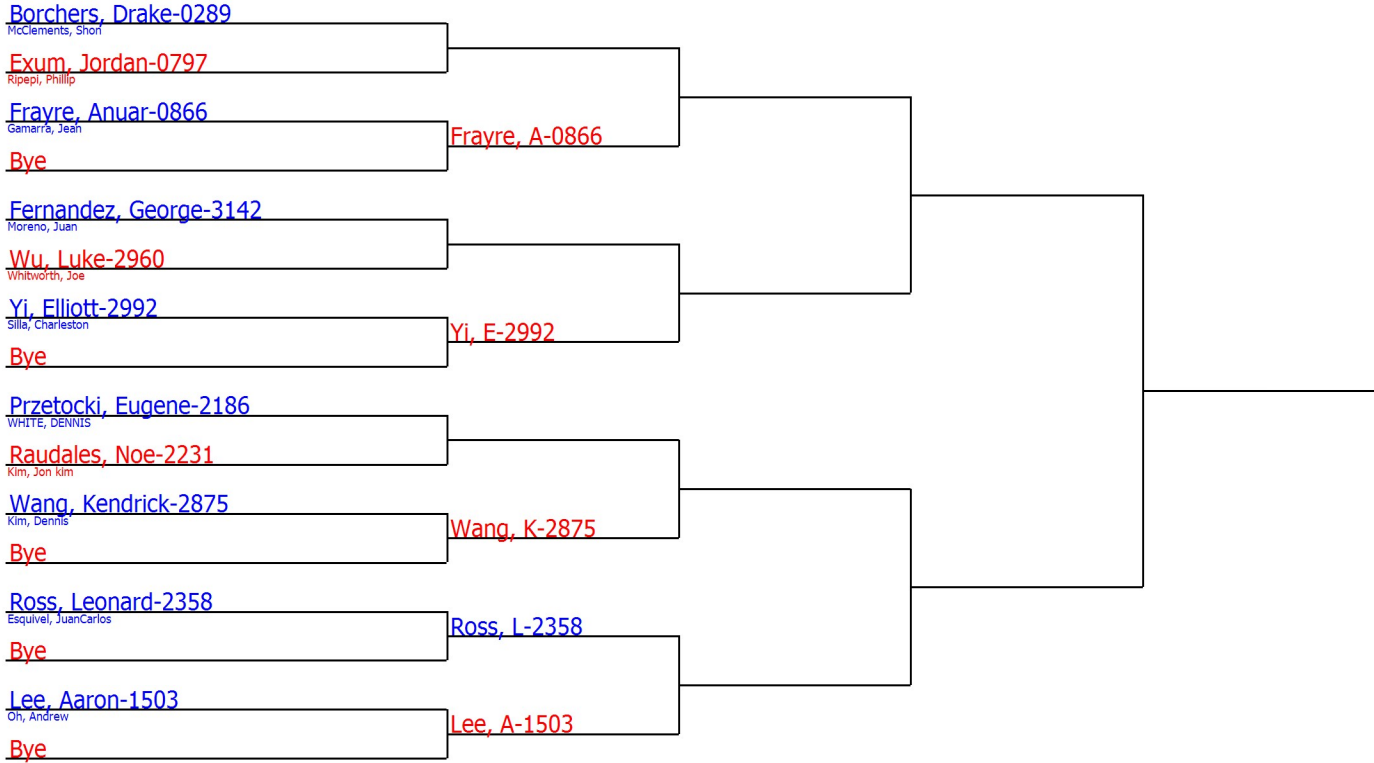 Borchers, Drake-0289
McClements, Shon
Exum, Jordan-0797
Ripepi, Phillip
Frayre, Anuar-0866
Gamarra, Jean
Frayre, A-0866
Bye
Fernandez, George-3142
Moreno, Juan
Wu, Luke-2960
Whitworth, Joe
Yi, Elliott-2992
Silla, Charleston
Yi, E-2992
Bye
Przetocki, Eugene-2186
WHITE, DENNIS
Raudales, Noe-2231
Kim, Jon kim
Wang, Kendrick-2875
Kim, Dennis
Wang, K-2875
Bye
Ross, Leonard-2358
Esquivel, JuanCarlos
Ross, L-2358
Bye
Lee, Aaron-1503
Oh, Andrew
Lee, A-1503
Bye